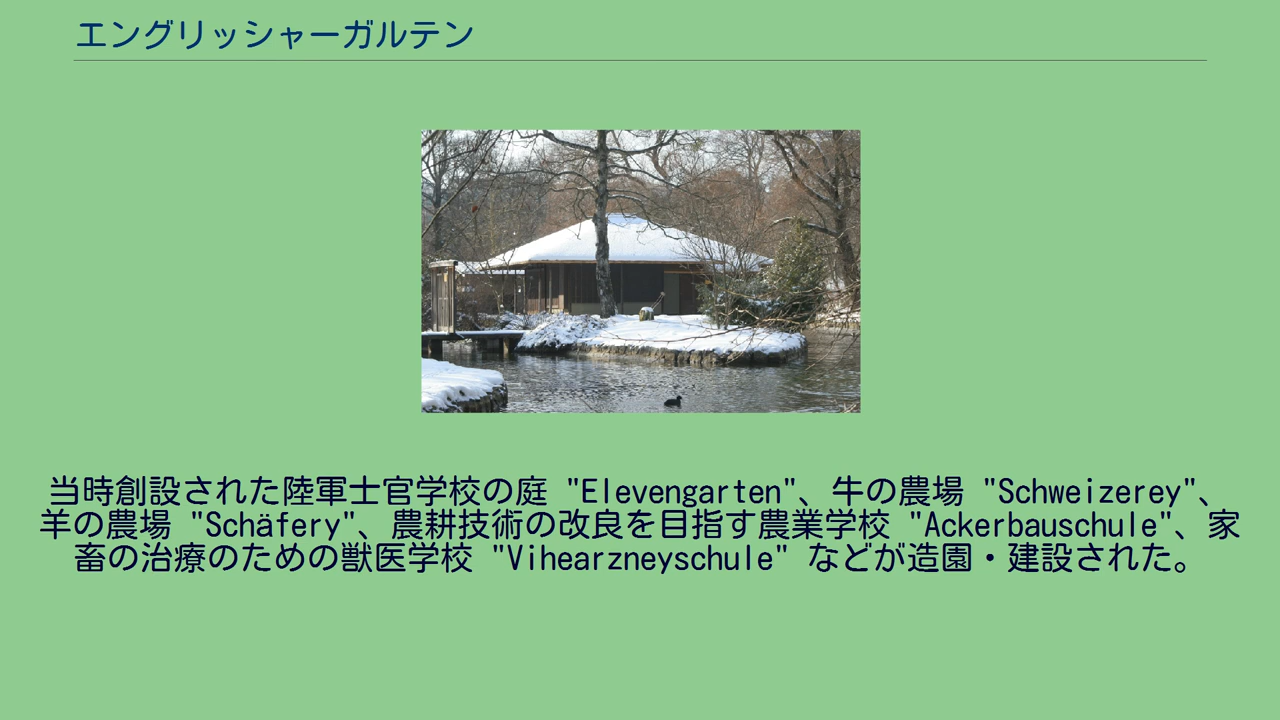 エングリッシャーガルテン
当時創設された陸軍士官学校の庭 "Elevengarten"、牛の農場 "Schweizerey"、
羊の農場 "Schäfery"、農耕技術の改良を目指す農業学校 "Ackerbauschule"、家
畜の治療のための獣医学校 "Vihearzneyschule" などが造園・建設された。